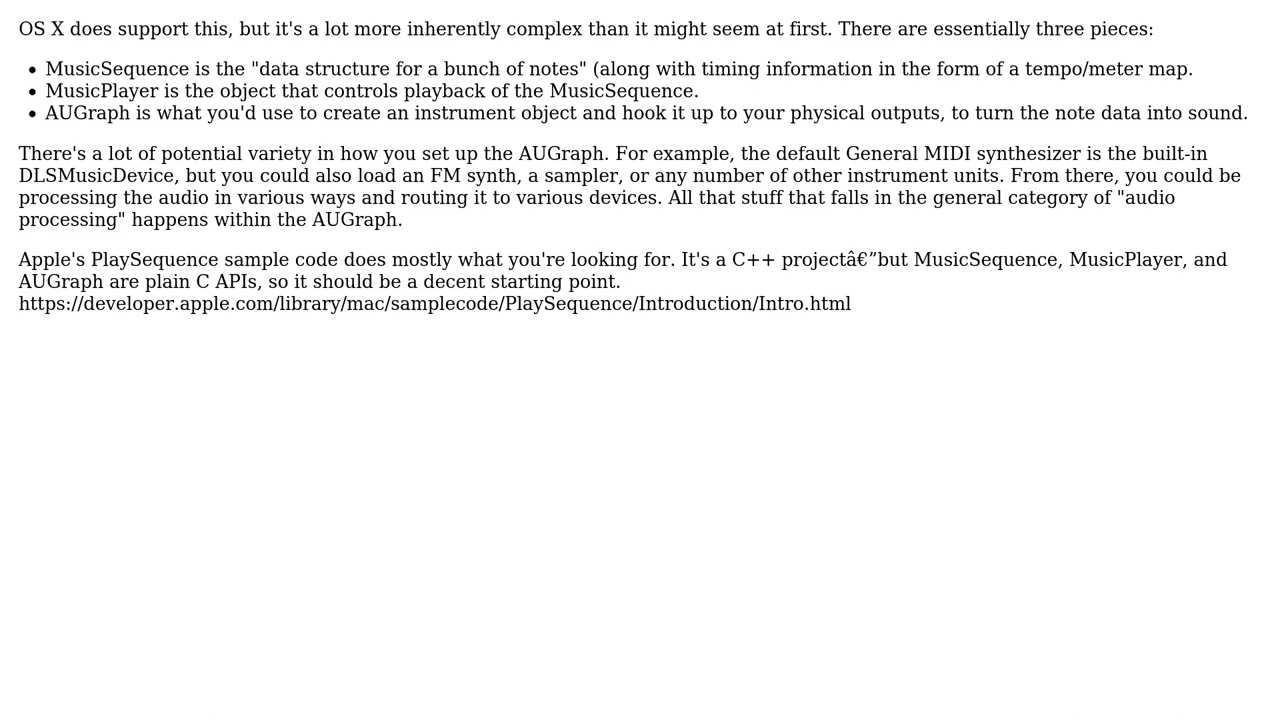 OS X does support this, but it's a lot more inherently complex than it might seem at first. There are essentially three pieces:
• MusicSequence is the "data structure for a bunch of notes" (along with timing information in the form of a tempo/meter map.
• MusicPlayer is the object that controls playback of the MusicSequence.
• AUGraph is what you'd use to create an instrument object and hook it up to your physical outputs, to turn the note data into sound.
There's a lot of potential variety in how you set up the AUGraph. For example, the default General MIDI synthesizer is the built-in
DLSMusicDevice, but you could also load an FM synth, a sampler, or any number of other instrument units. From there, you could be
processing the audio in various ways and routing it to various devices. All that stuff that falls in the general category of "audio
processing" happens within the AUGraph.
Apple's PlaySequence sample code does mostly what you're looking for. It's a C++ projectâ€”but MusicSequence, MusicPlayer, and
AUGraph are plain C APIs, so it should be a decent starting point.
https://developer.apple.com/library/mac/samplecode/PlaySequence/Introduction/Intro.html